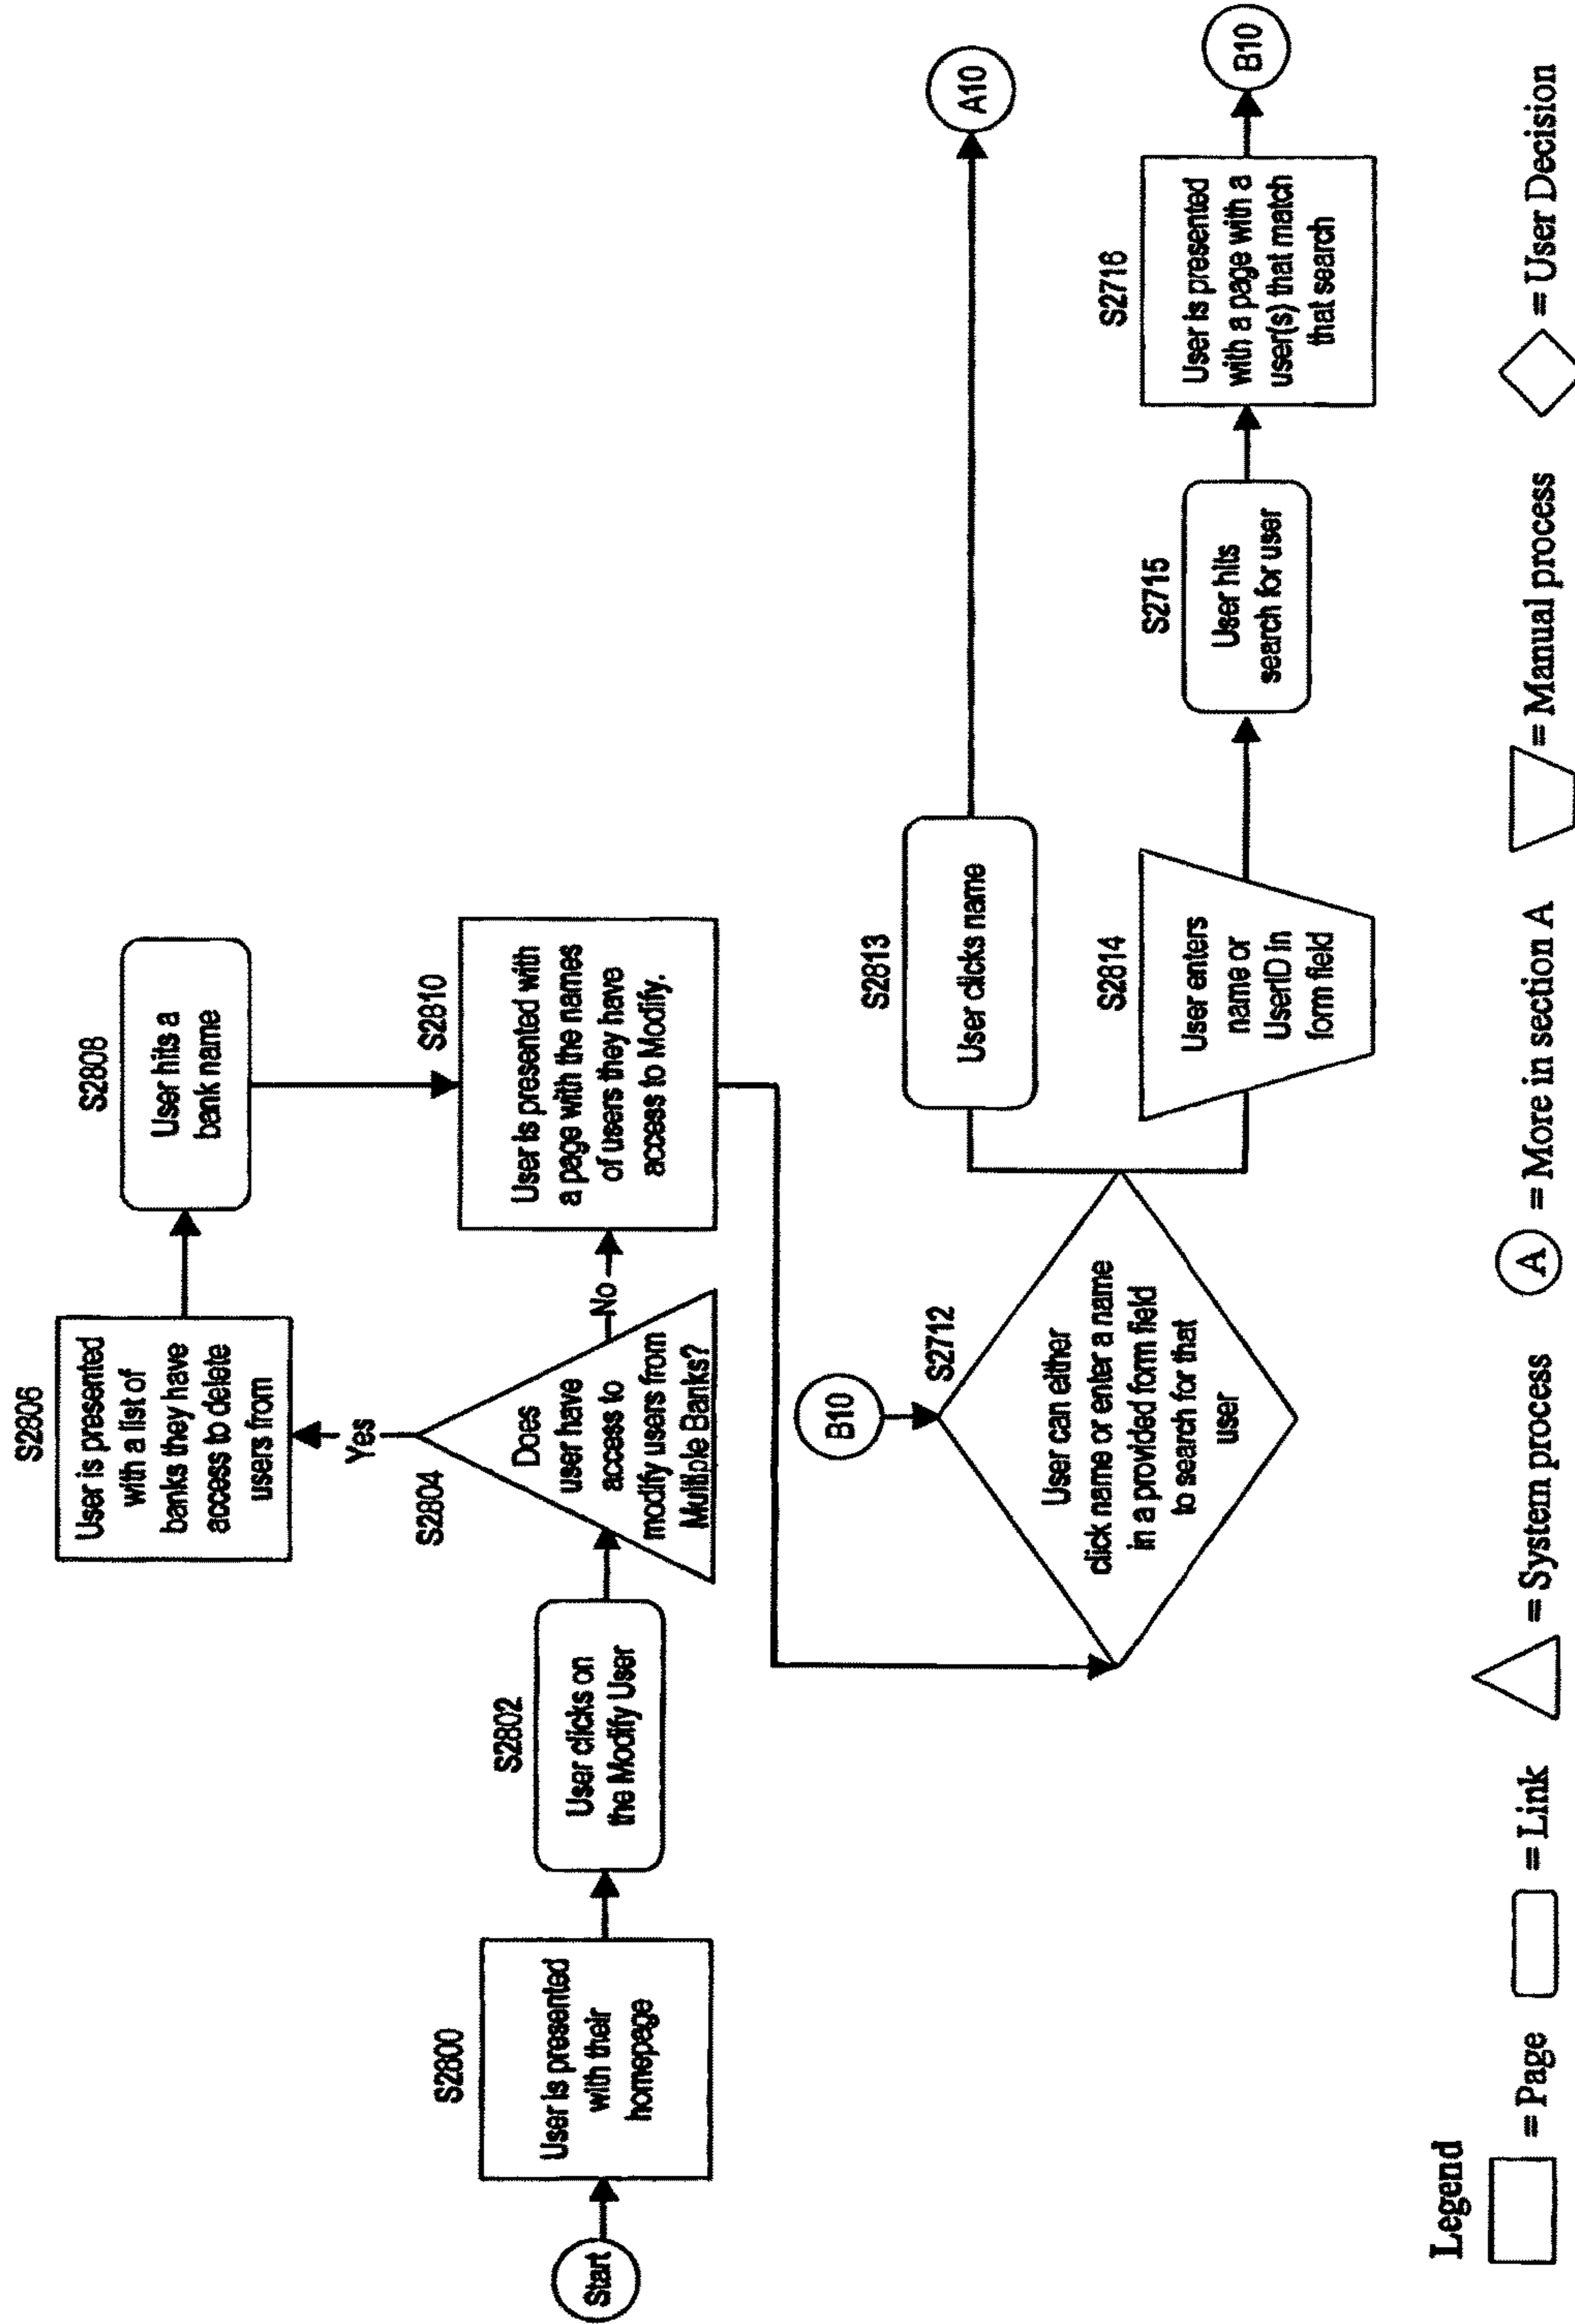 Start
S2800
User is presented
with their
homepage
S2802
User clicks on
the Modify User
S2804
Does
user have
access to
modify users from
Multiple Banks?
Yes
No
S2806
User is presented
with a list of
banks they have
access to delete
users from
S2808
User hits a
bank name
S2810
User is presented with
a page with the names
of users they have
access to Modify.
B10
S2712
User can either
click name or enter a name
in a provided form field
to search for that
user
S2813
User clicks name
A10
S2814
User enters
name or
UserID in
form field
S2715
User hits
search for user
S2716
User is presented
with a page with a
user(s) that match
that search
B10
Legend
= Page
= Link
= System process
A = More in section A
= Manual process
= User Decision